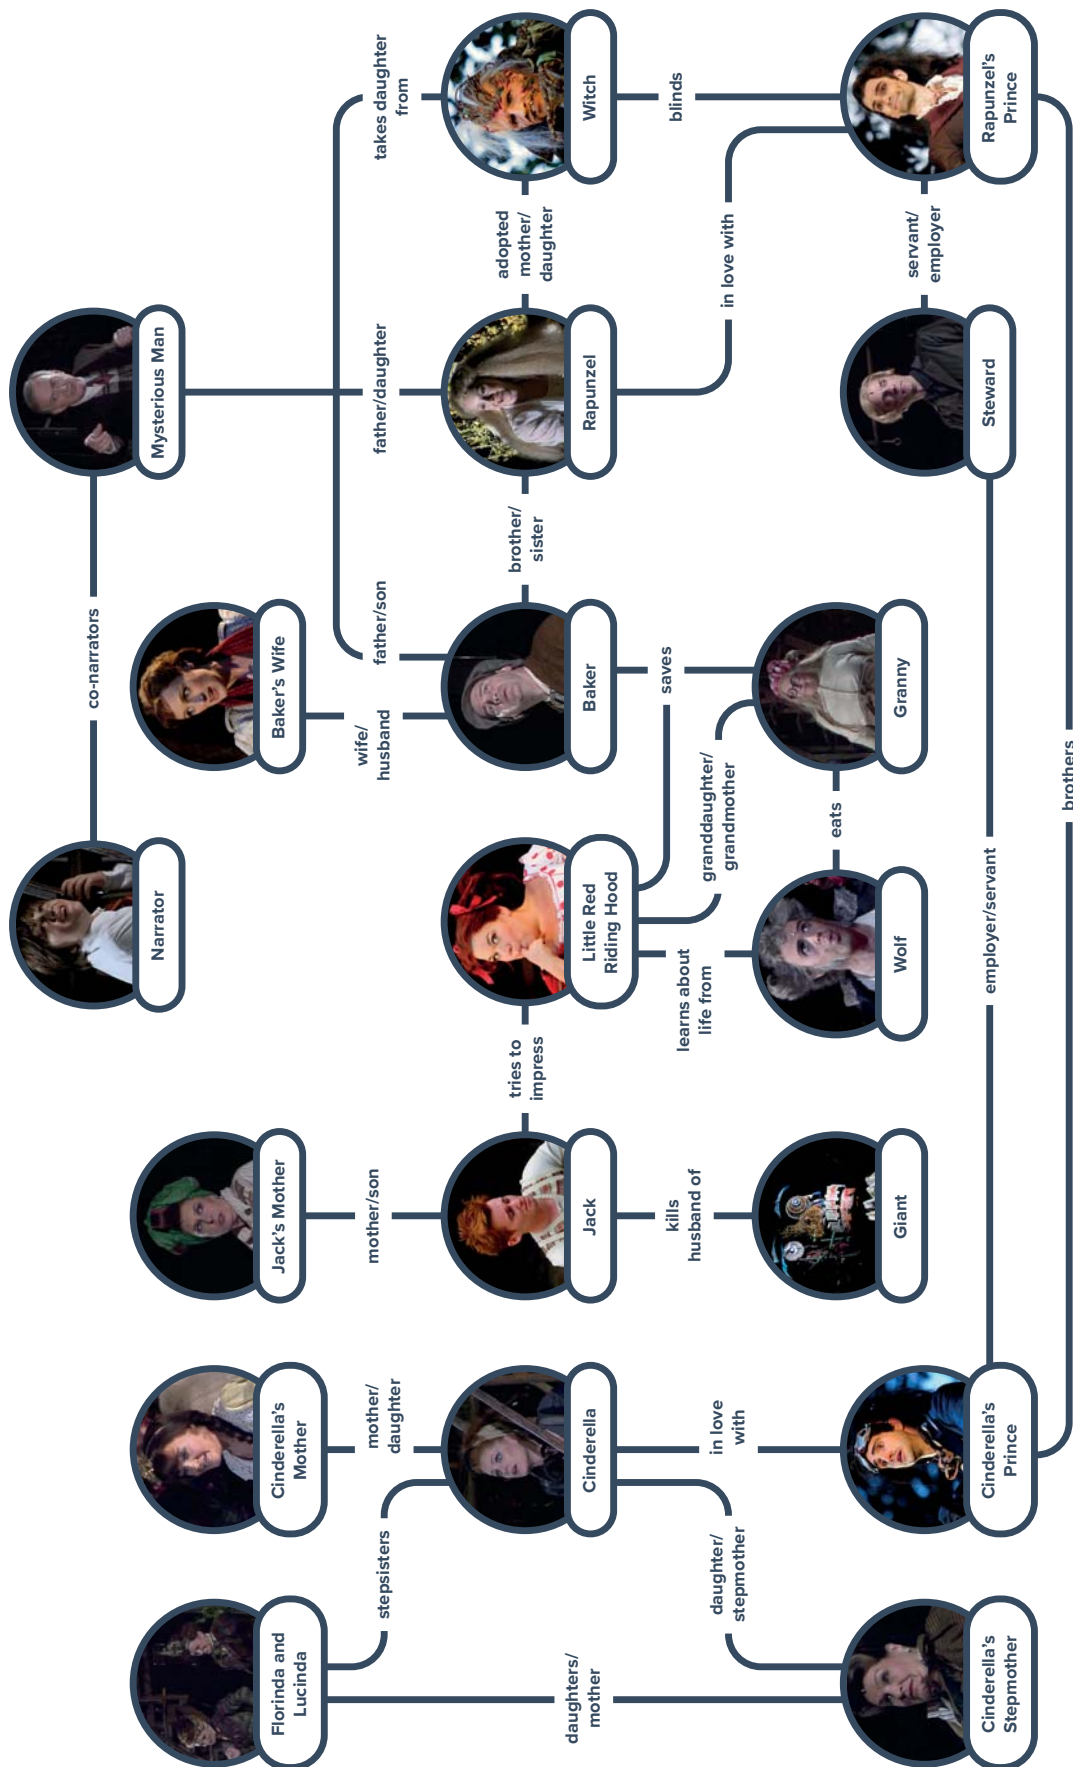 Narrator
co-narrators
Mysterious Man
Florinda and
Lucinda
Cinderella's
Mother
Jack's Mother
Baker's Wife
stepsisters
mother/
daughter
mother/son
wife/
husband
father/son
father/daughter
takes daughter
from
Cinderella
Jack
tries to
impress
Little Red
Riding Hood
Baker
brother/
sister
Rapunzel
adopted
mother/
daughter
Witch
daughters/
mother
daughter/
stepmother
in love
with
kills
husband of
learns about
life from
granddaughter/
grandmother
saves
in love with
blinds
Giant
Wolf
eats
Granny
Cinderella's
Stepmother
Cinderella's
Prince
employer/servant
Steward
servant/
employer
Rapunzel's
Prince
brothers